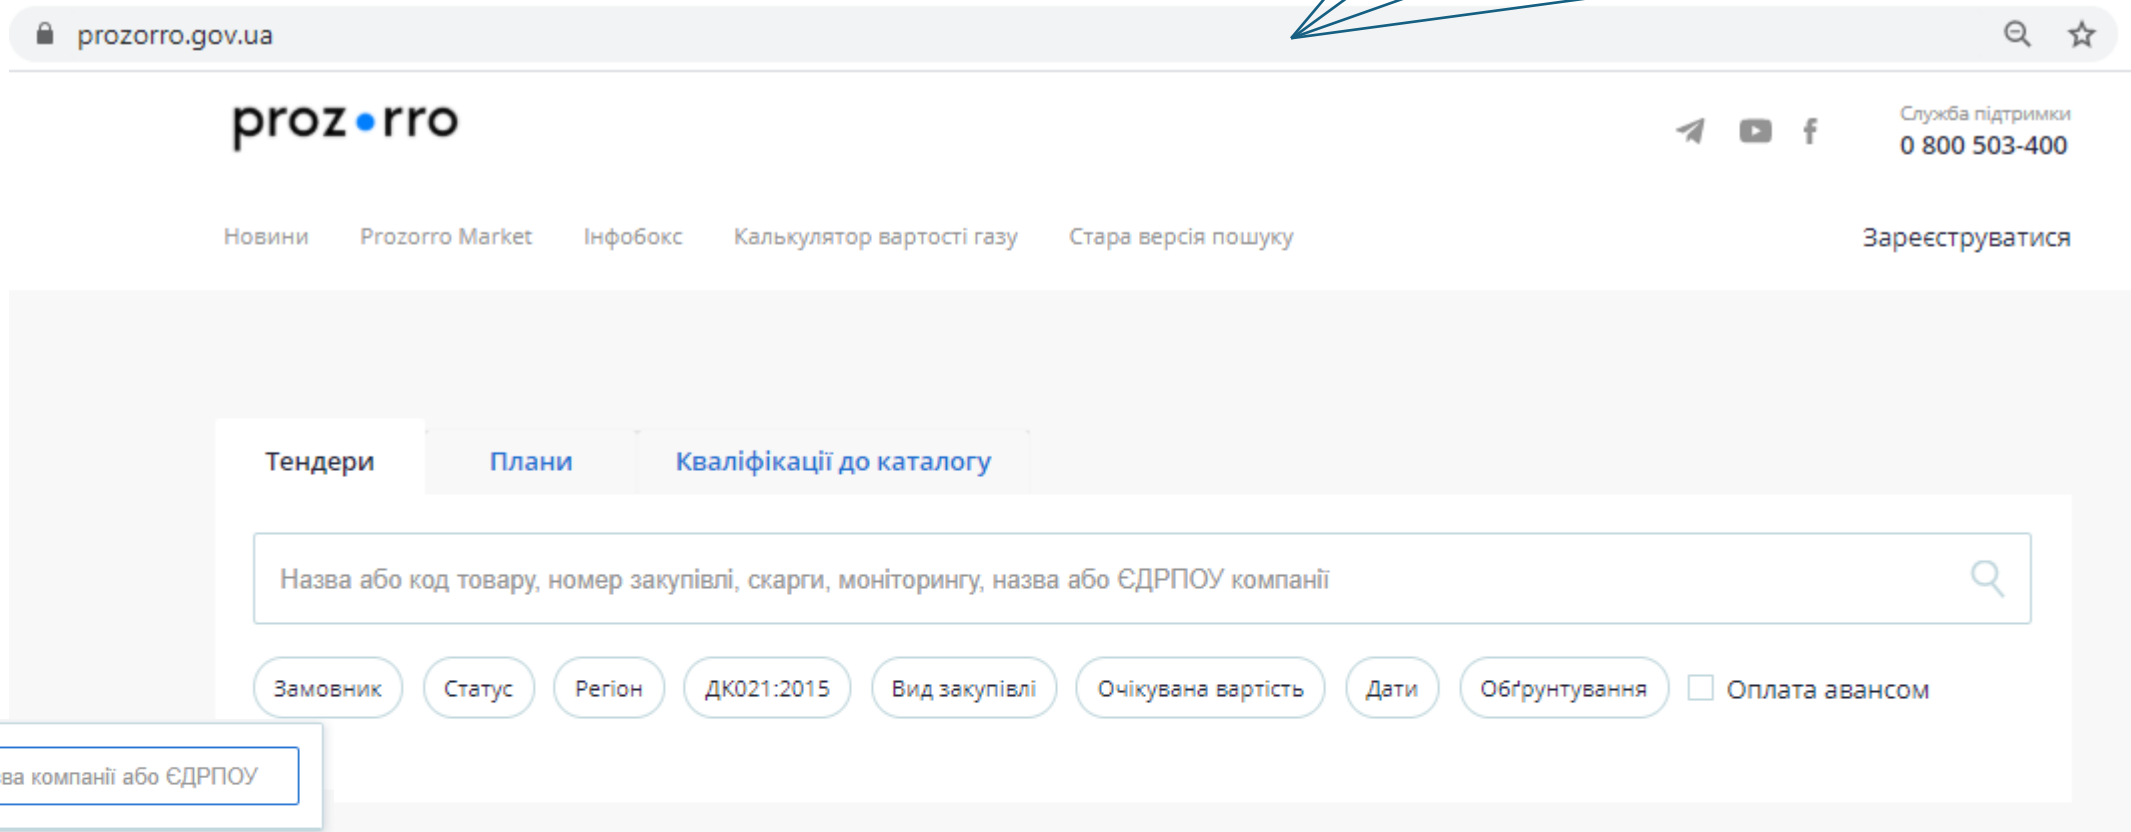 prozorro.gov.ua
prozorro
Служба підтримки
0 800 503-400
Новини Prozorro Market Інфобокс Калькулятор вартості газу Стара версія пошуку Зареєструватися
Тендери Плани Кваліфікації до каталогу
Назва або код товару, номер закупівлі, скарги, моніторингу, назва або ЄДРПОУ компанії
Замовник Статус Регіон ДК021:2015 Вид закупівлі Очікувана вартість Дати Обґрунтування Оплата авансом
компанії або ЄДРПОУ